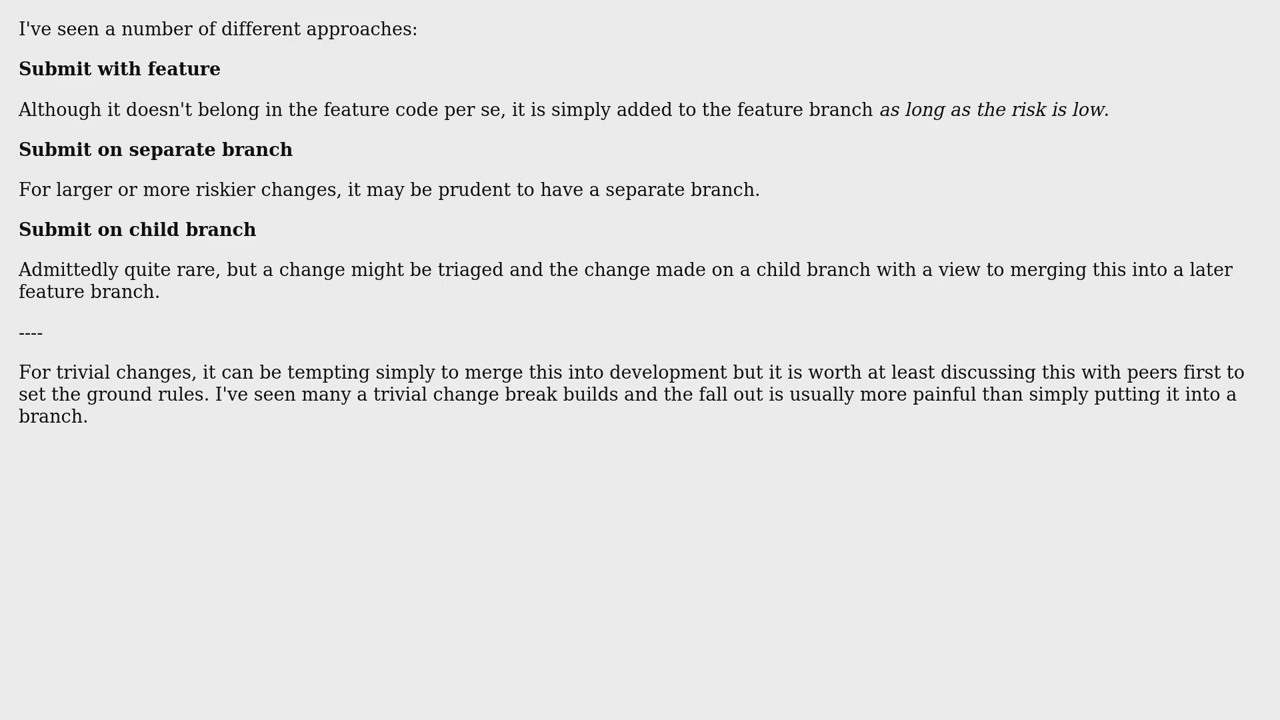 I've seen a number of different approaches:
Submit with feature
Although it doesn't belong in the feature code per se, it is simply added to the feature branch as long as the risk is low.
Submit on separate branch
For larger or more riskier changes, it may be prudent to have a separate branch.
Submit on child branch
Admittedly quite rare, but a change might be triaged and the change made on a child branch with a view to merging this into a later
feature branch.
----
For trivial changes, it can be tempting simply to merge this into development but it is worth at least discussing this with peers first to
set the ground rules. I've seen many a trivial change break builds and the fall out is usually more painful than simply putting it into a
branch.